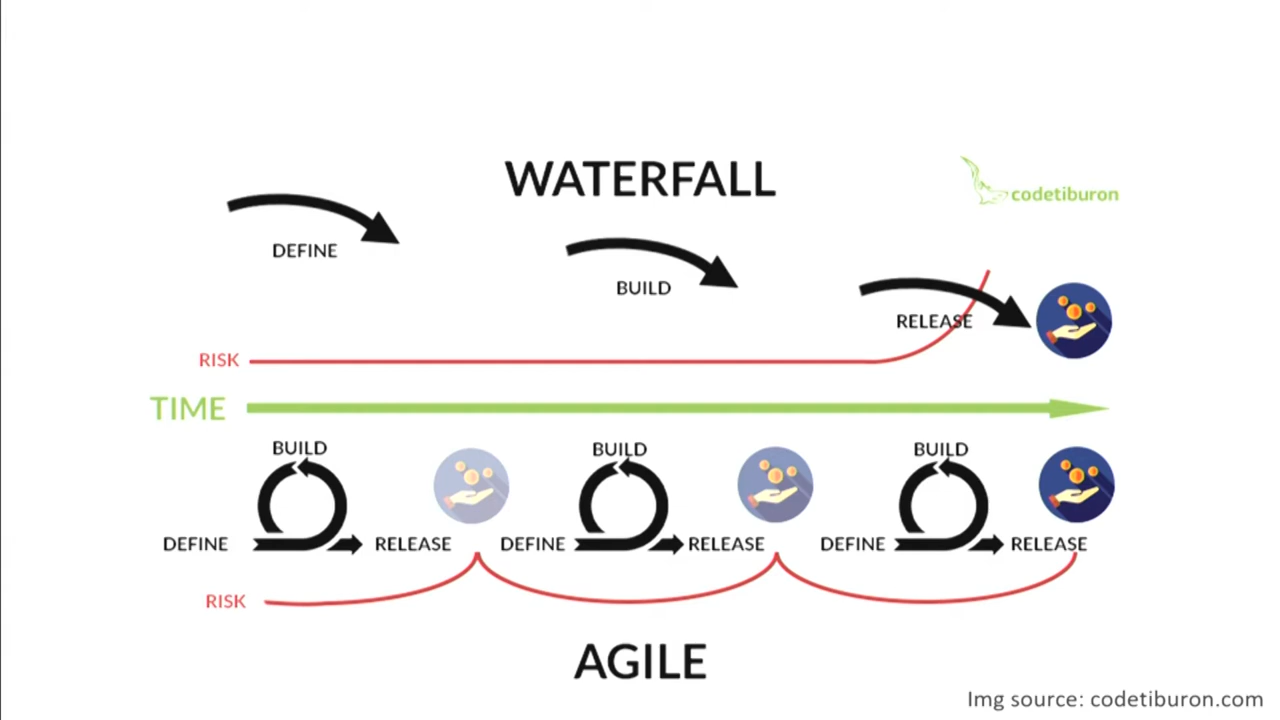 WATERFALL
codetiburon
DEFINE
BUILD
RELEASE
RISK
TIME
BUILD
BUILD
BUILD
DEFINE
RELEASE
DEFINE
RELEASE
DEFINE
RELEASE
RISK
AGILE
Img source: codetiburon.com